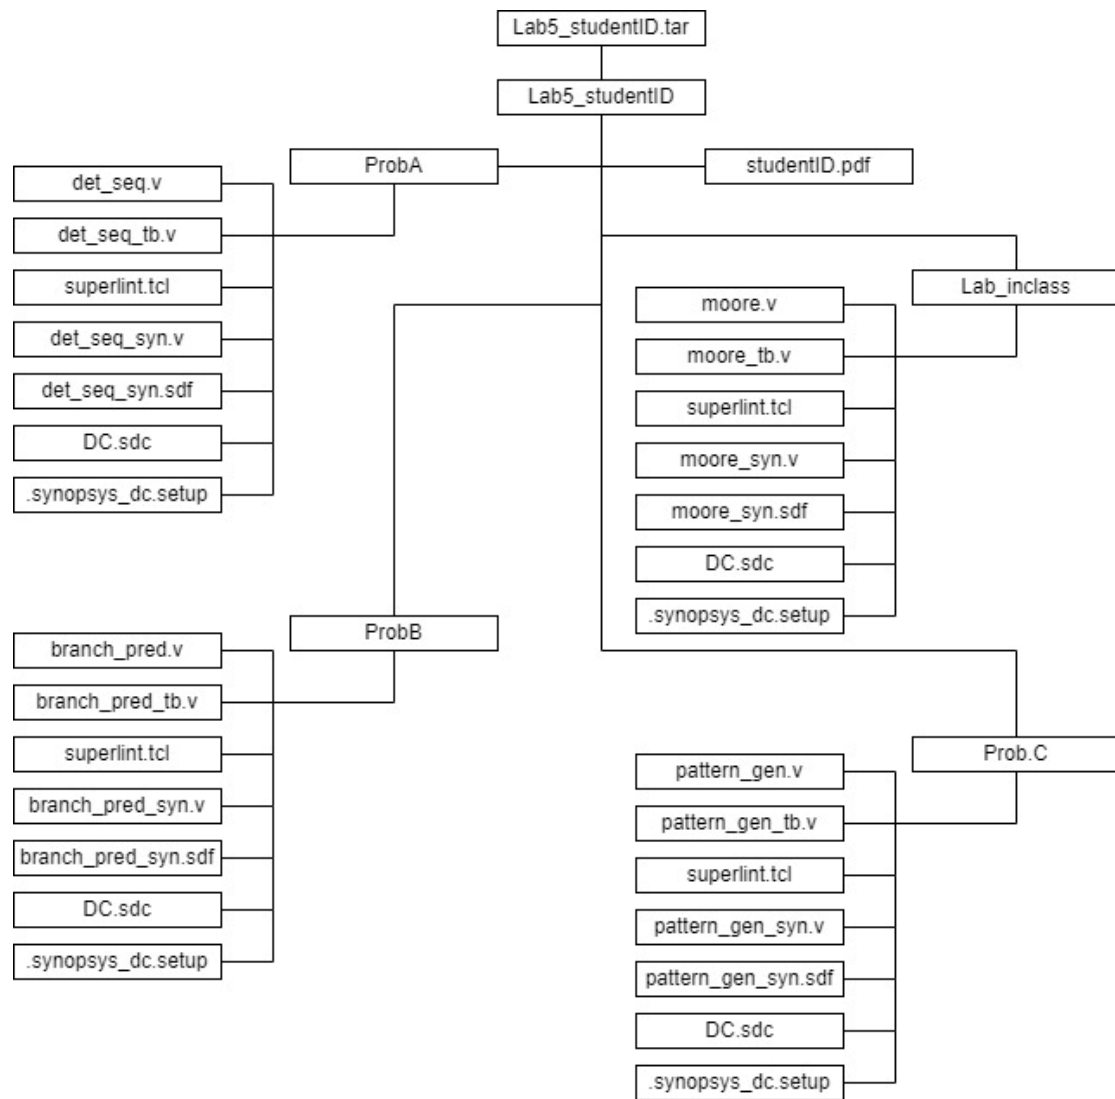 Lab5_studentID.tar
Lab5_studentID
ProbA
studentID.pdf
det_seq.v
det_seq_tb.v
superlint.tcl
det_seq_syn.v
det_seq_syn.sdf
DC.sdc
.synopsys_dc.setup
Lab_inclass
moore.v
moore_tb.v
superlint.tcl
moore_syn.v
moore_syn.sdf
DC.sdc
.synopsys_dc.setup
ProbB
branch_pred.v
branch_pred_tb.v
superlint.tcl
branch_pred_syn.v
branch_pred_syn.sdf
DC.sdc
.synopsys_dc.setup
Prob.C
pattern_gen.v
pattern_gen_tb.v
superlint.tcl
pattern_gen_syn.v
pattern_gen_syn.sdf
DC.sdc
.synopsys_dc.setup